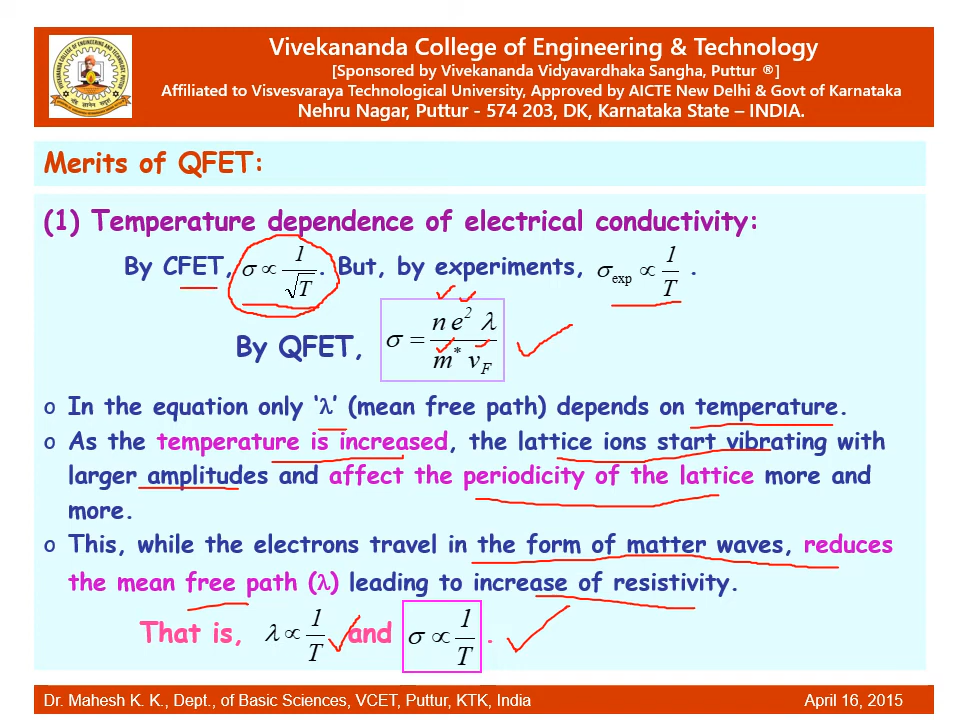 Vivekananda College of Engineering & Technology
[Sponsored by Vivekananda Vidyavardhaka Sangha, Puttur ®]
Affiliated to Visvesvaraya Technological University, Approved by AICTE New Delhi & Govt of Karnataka
Nehru Nagar, Puttur - 574 203, DK, Karnataka State – INDIA.
Merits of QFET:
(1) Temperature dependence of electrical conductivity:
By CFET, σ ∝ 1/√T. But, by experiments, σexp ∝ 1/T .
By QFET, σ = n e² λ / m* vF
o In the equation only ‘λ’ (mean free path) depends on temperature.
o As the temperature is increased, the lattice ions start vibrating with
larger amplitudes and affect the periodicity of the lattice more and
more.
o This, while the electrons travel in the form of matter waves, reduces
the mean free path (λ) leading to increase of resistivity.
That is, λ ∝ 1/T and σ ∝ 1/T .
Dr. Mahesh K. K., Dept., of Basic Sciences, VCET, Puttur, KTK, India April 16, 2015